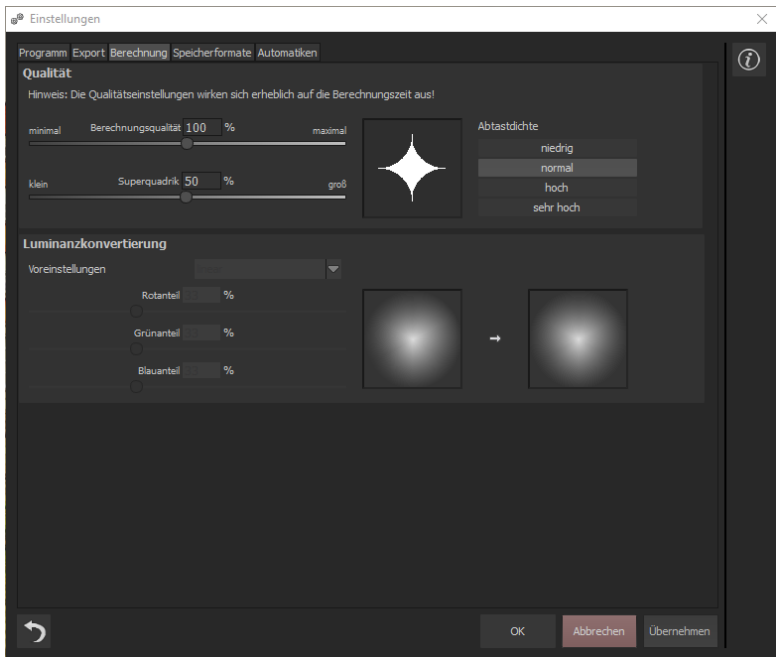 Einstellungen
Programm Export Berechnung Speicherformate Automatiken
Qualität
Hinweis: Die Qualitätseinstellungen wirken sich erheblich auf die Berechnungszeit aus!
minimal Berechnungsqualität 100 % maximal
Abtastdichte
niedrig
normal
hoch
sehr hoch
klein Superquadrik 50 % groß
Luminanzkonvertierung
Voreinstellungen
Rotanteil %
Grünanteil %
Blauanteil %
OK Abbrechen Übernehmen